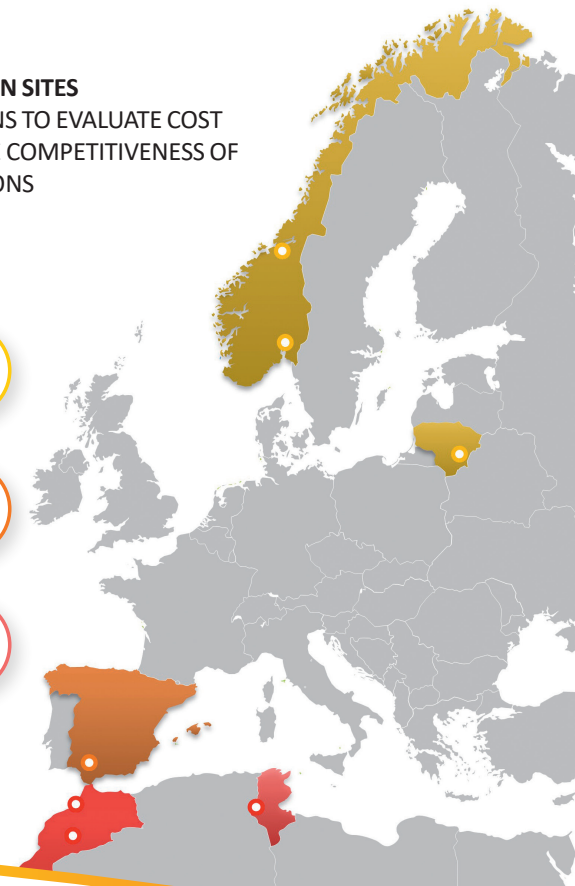 N SITES
NS TO EVALUATE COST
E COMPETITIVENESS OF
ONS